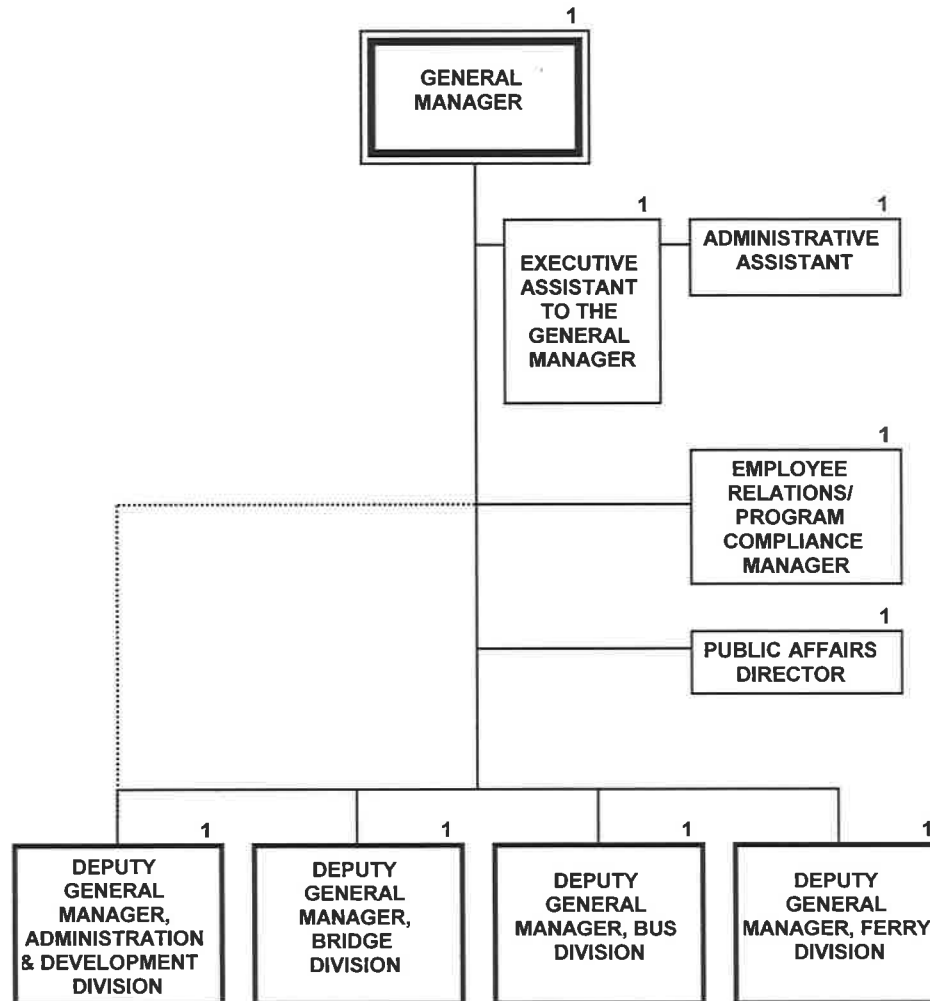 1
GENERAL
MANAGER
1
EXECUTIVE
ASSISTANT
TO THE
GENERAL
MANAGER
1
ADMINISTRATIVE
ASSISTANT
1
EMPLOYEE
RELATIONS/
PROGRAM
COMPLIANCE
MANAGER
1
PUBLIC AFFAIRS
DIRECTOR
1
DEPUTY
GENERAL
MANAGER,
ADMINISTRATION
& DEVELOPMENT
DIVISION
1
DEPUTY
GENERAL
MANAGER,
BRIDGE
DIVISION
1
DEPUTY
GENERAL
MANAGER, BUS
DIVISION
1
DEPUTY
GENERAL
MANAGER, FERRY
DIVISION